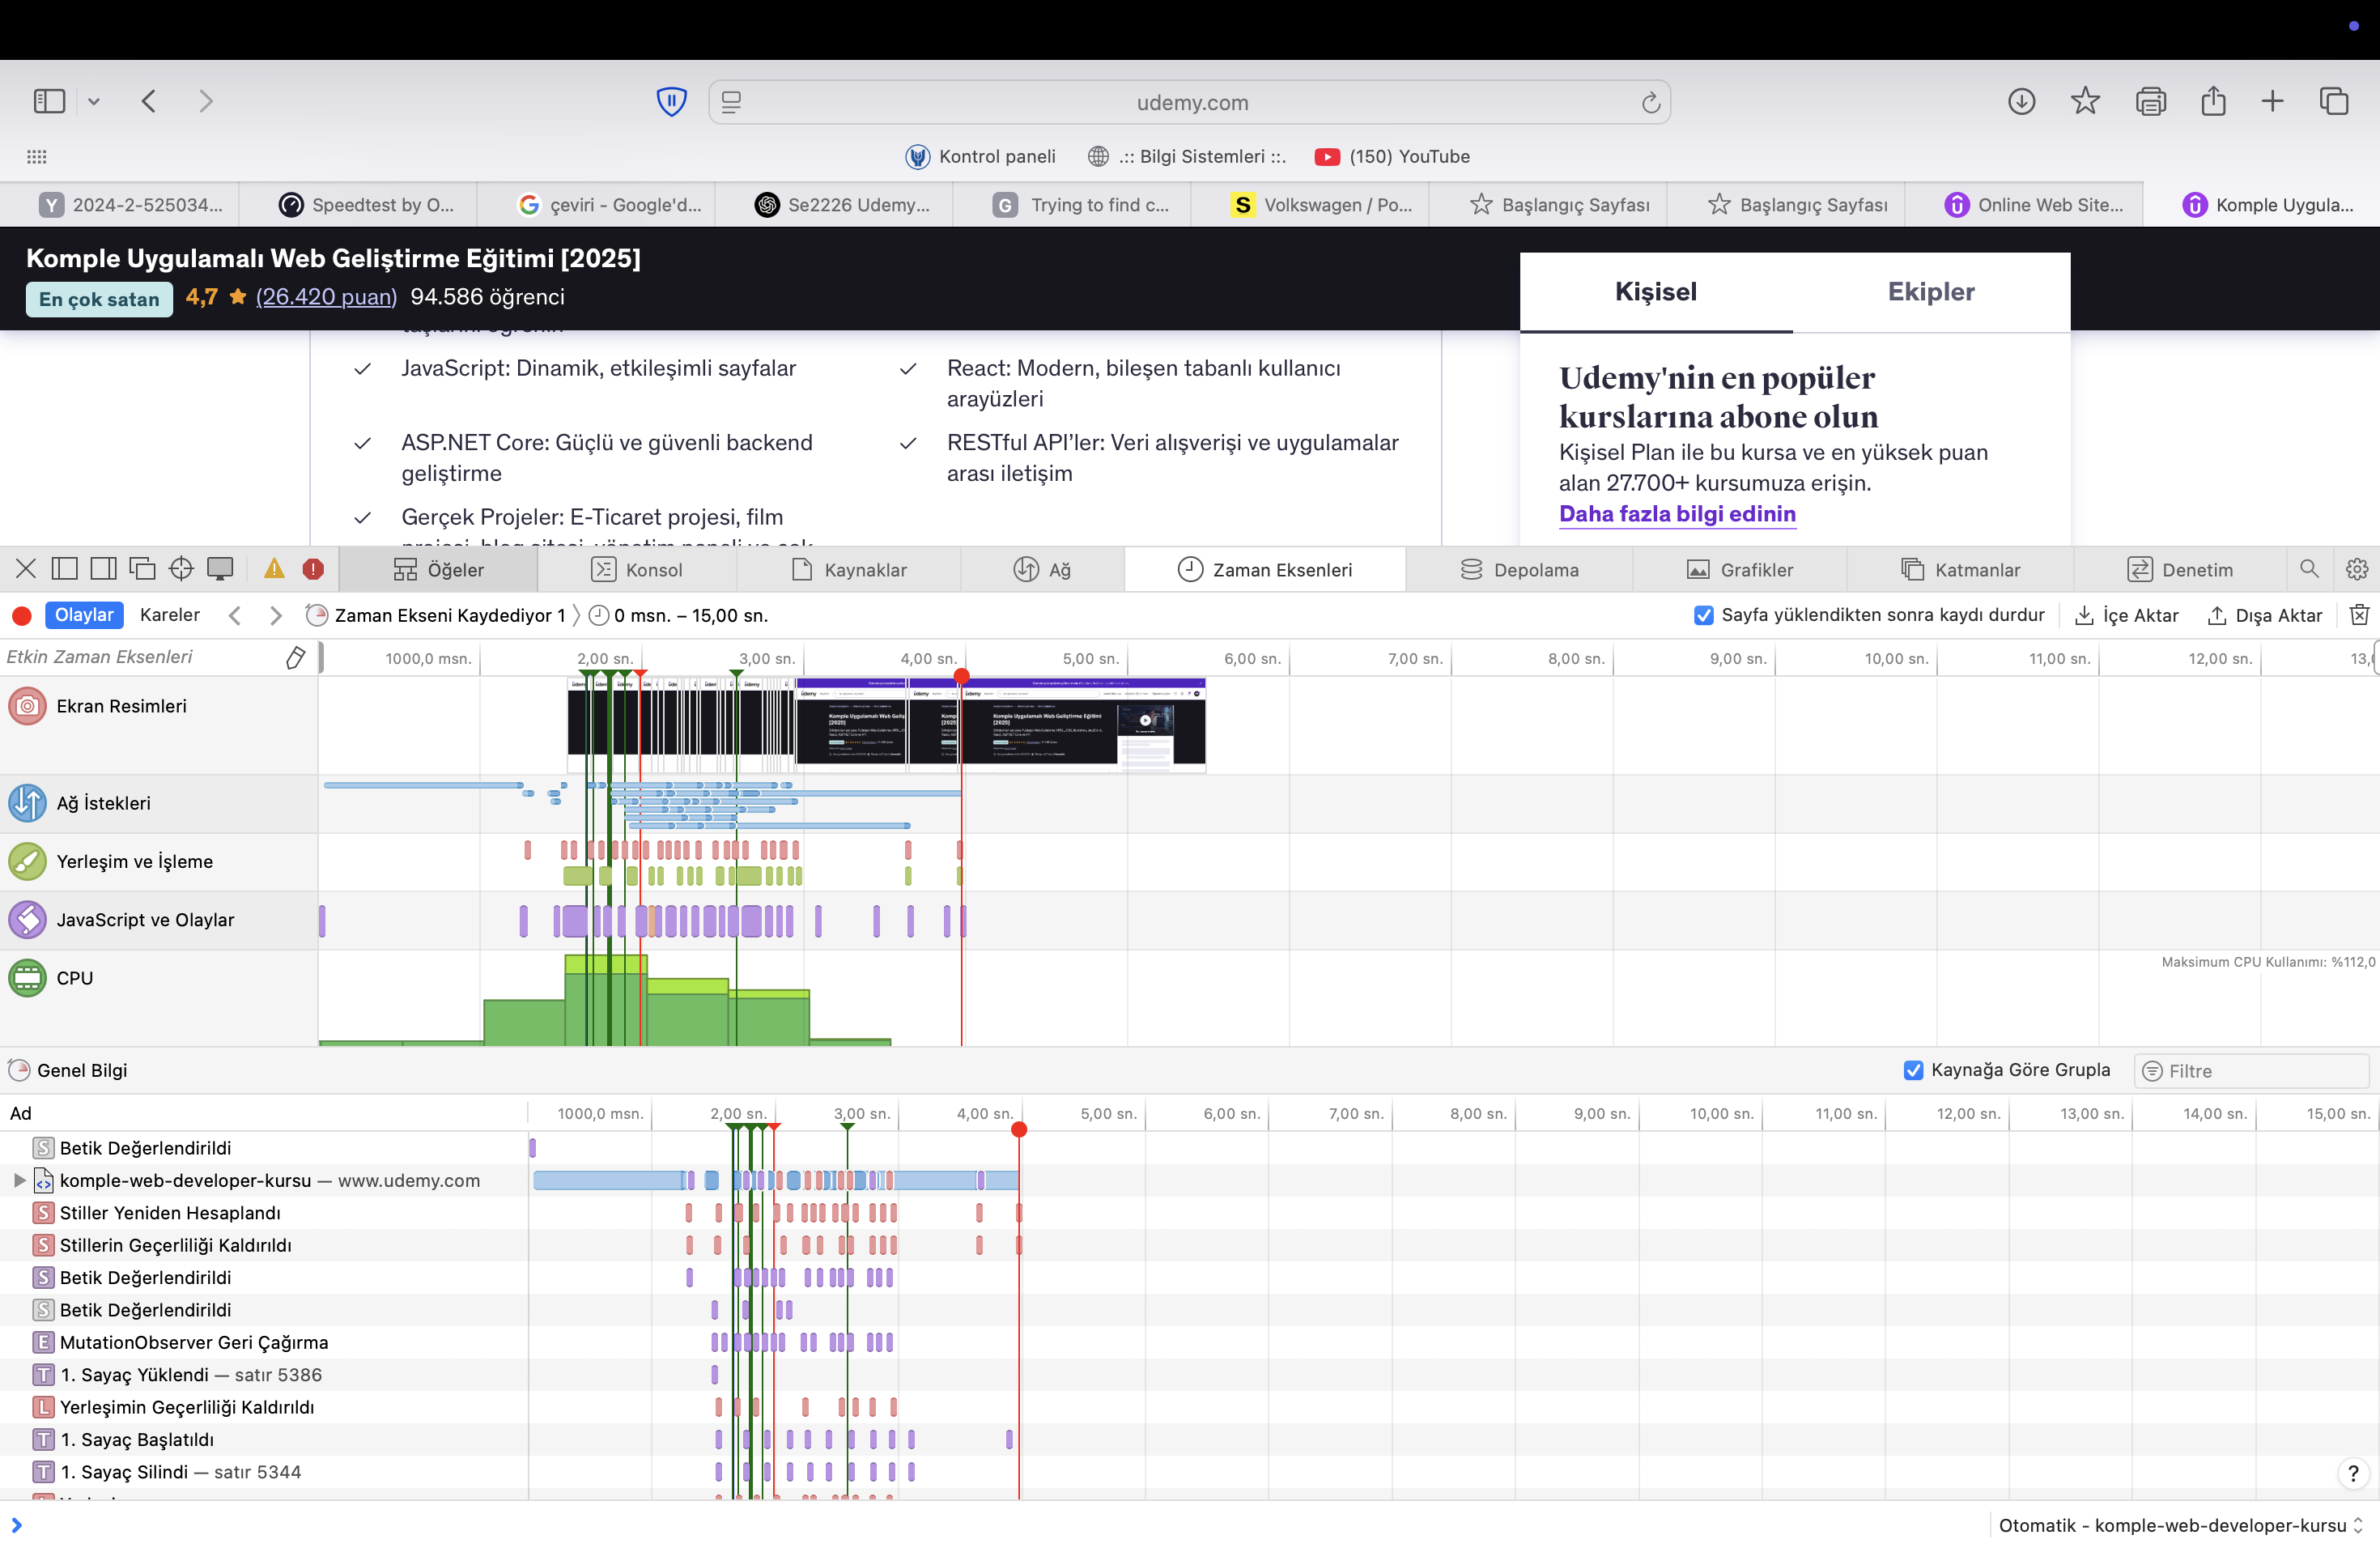 udemy.com
Kontrol paneli
.:: Bilgi Sistemleri ::.
(150) YouTube
Y 2024-2-525034...
Speedtest by O...
çeviri - Google'd...
Se2226 Udemy...
G Trying to find c...
S Volkswagen / Po...
Başlangıç Sayfası
Başlangıç Sayfası
Online Web Site...
Komple Uygula...
Komple Uygulamalı Web Geliştirme Eğitimi [2025]
En çok satan 4,7 (26.420 puan) 94.586 öğrenci
Kişisel
Ekipler
JavaScript: Dinamik, etkileşimli sayfalar
React: Modern, bileşen tabanlı kullanıcı
arayüzleri
ASP.NET Core: Güçlü ve güvenli backend
geliştirme
RESTful API’ler: Veri alışverişi ve uygulamalar
arası iletişim
Gerçek Projeler: E-Ticaret projesi, film
Udemy'nin en popüler
kurslarına abone olun
Kişisel Plan ile bu kursa ve en yüksek puan
alan 27.700+ kursumuza erişin.
Daha fazla bilgi edinin
Öğeler
Konsol
Kaynaklar
Ağ
Zaman Eksenleri
Depolama
Grafikler
Katmanlar
Denetim
Olaylar
Kareler
Zaman Ekseni Kaydediyor 1
0 msn. – 15,00 sn.
Sayfa yüklendikten sonra kaydı durdur
İçe Aktar
Dışa Aktar
Etkin Zaman Eksenleri
1000,0 msn. 2,00 sn. 3,00 sn. 4,00 sn. 5,00 sn. 6,00 sn. 7,00 sn. 8,00 sn. 9,00 sn. 10,00 sn. 11,00 sn. 12,00 sn. 13,
Ekran Resimleri
Komple Uygulamalı Web Geliştirme Eğitimi
[2025]
Ağ İstekleri
Yerleşim ve İşleme
JavaScript ve Olaylar
CPU
Maksimum CPU Kullanımı: %112,0
Genel Bilgi
Kaynağa Göre Grupla
Filtre
Ad
1000,0 msn. 2,00 sn. 3,00 sn. 4,00 sn. 5,00 sn. 6,00 sn. 7,00 sn. 8,00 sn. 9,00 sn. 10,00 sn. 11,00 sn. 12,00 sn. 13,00 sn. 14,00 sn. 15,00 sn.
S Betik Değerlendirildi
komple-web-developer-kursu — www.udemy.com
S Stiller Yeniden Hesaplandı
S Stillerin Geçerliliği Kaldırıldı
S Betik Değerlendirildi
S Betik Değerlendirildi
E MutationObserver Geri Çağırma
T 1. Sayaç Yüklendi — satır 5386
L Yerleşimin Geçerliliği Kaldırıldı
T 1. Sayaç Başlatıldı
T 1. Sayaç Silindi — satır 5344
?
Otomatik - komple-web-developer-kursu